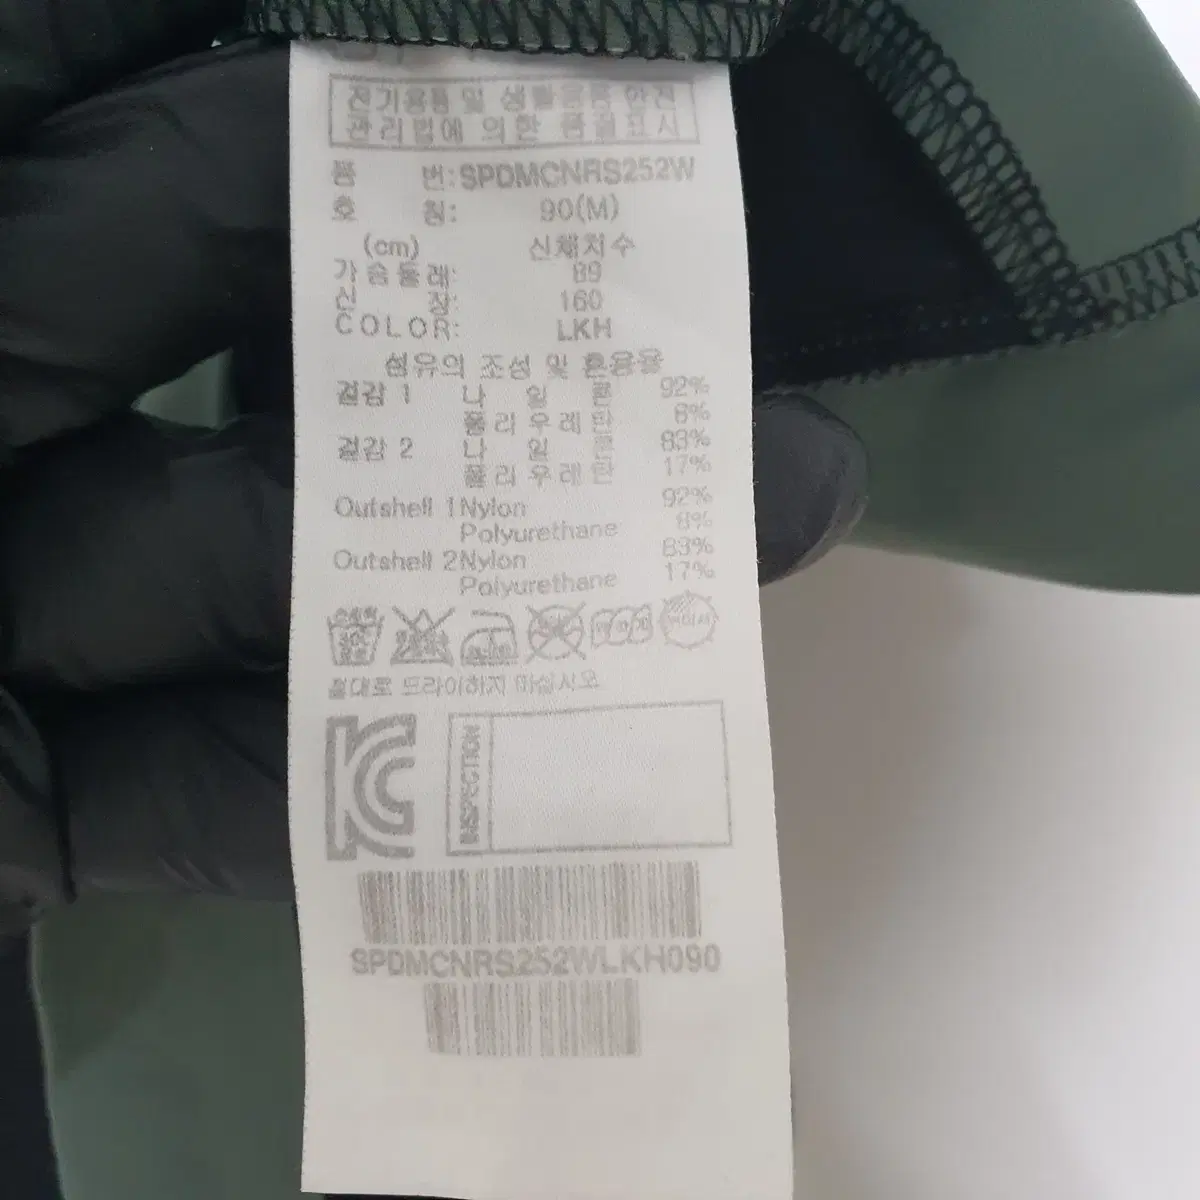 전기용품 및 생활용품 안전
관리법에 의한 품질표시
품 번: SPDMCNRS252W
호 칭: 90(M)
(cm) 신체치수
가슴둘레: 89
신 장: 160
COLOR: LKH
섬유의 조성 및 혼용율
겉감 1 나 일 론 92%
폴리우레탄 8%
겉감 2 나 일 론 83%
폴리우레탄 17%
Outshell 1 Nylon 92%
Polyurethane 8%
Outshell 2 Nylon 83%
Polyurethane 17%
절대로 드라이하지 마십시오
KC
INSPECTION
SPDMCNRS252WLKH090